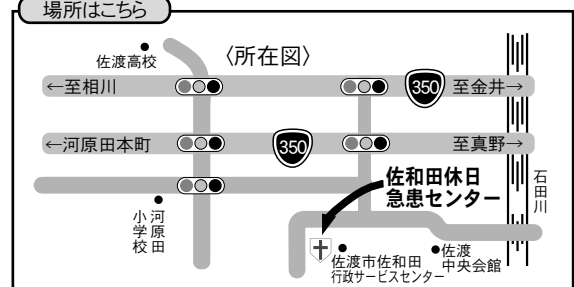 場所はこちら
佐渡高校
〈所在図〉
←至相川
350
至金井→
←河原田本町
350
至真野→
佐和田休日
急患センター
石田川
河原田
小学校
佐渡市佐和田
行政サービスセンター
佐渡
中央会館